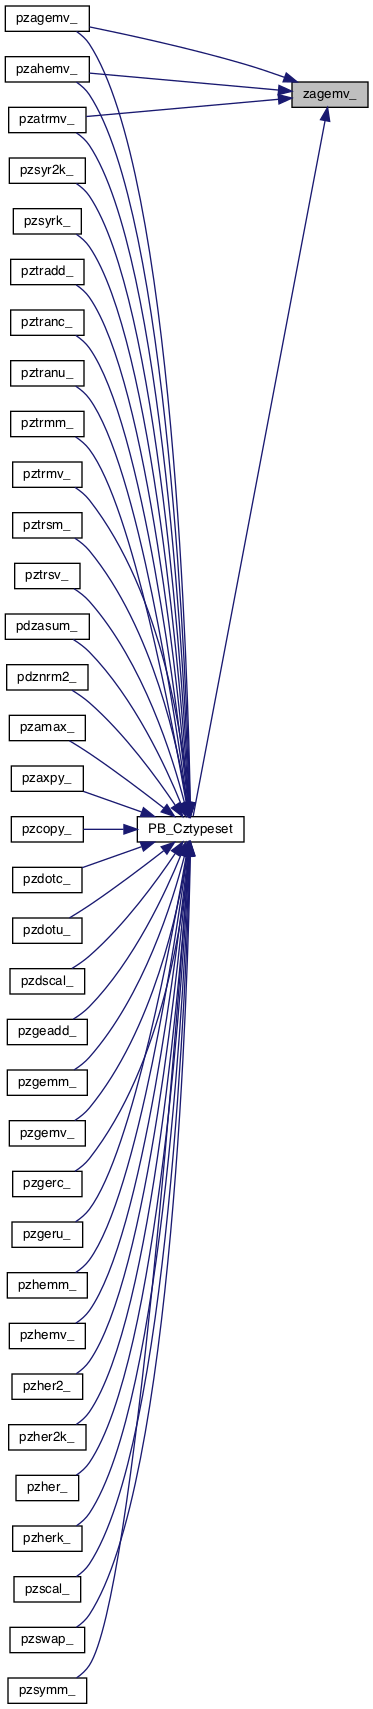 pzagemv_
zagemv_
pzahemv_
pzatrmv_
pzsyr2k_
pzsyrk_
pztradd_
pztranc_
pztranu_
pztrmm_
pztrmv_
pztrsm_
pztrsv_
pdzasum_
pdznrm2_
pzamax_
pzaxpy_
pzcopy_
PB_Cztypeset
pzdotc_
pzdotu_
pzdscal_
pzgeadd_
pzgemm_
pzgemv_
pzgerc_
pzgeru_
pzhemm_
pzhemv_
pzher2_
pzher2k_
pzher_
pzherk_
pzscal_
pzswap_
pzsymm_